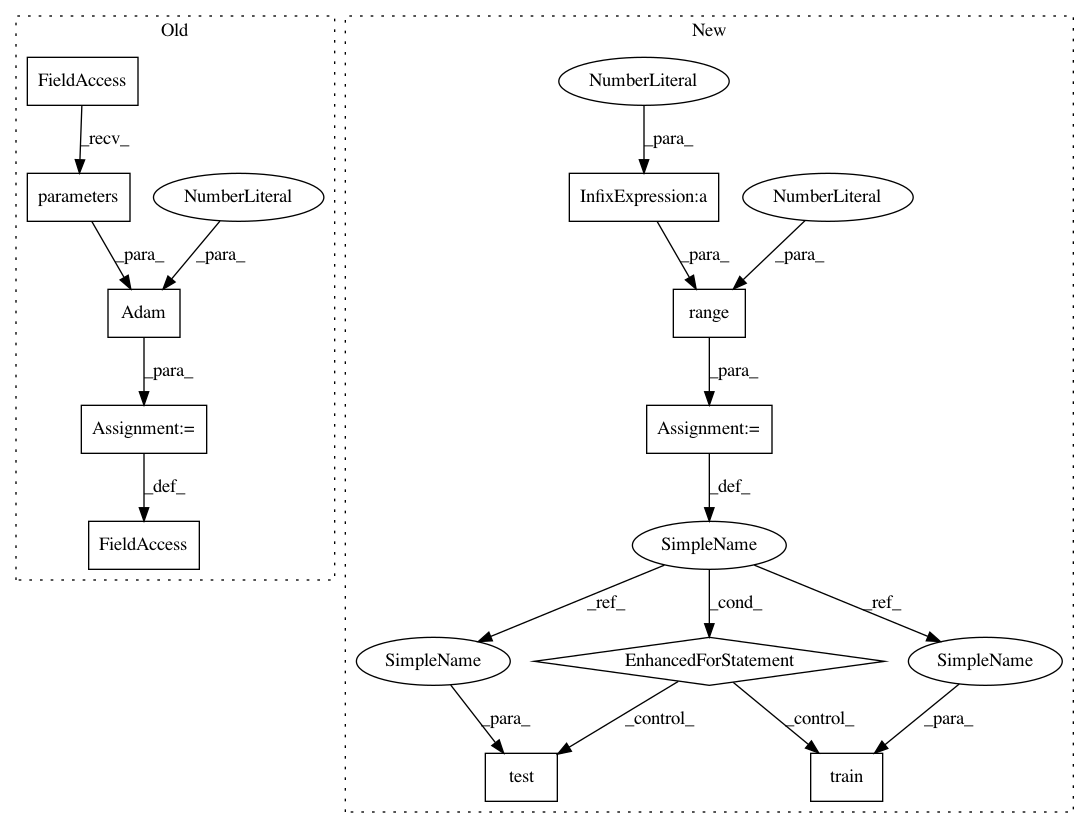 Old
New
FieldAccess
NumberLiteral
_recv_
_para_
parameters
NumberLiteral
InfixExpression:a
NumberLiteral
_para_
_para_
_para_
_para_
Adam
range
_para_
_para_
Assignment:=
Assignment:=
_def_
_def_
FieldAccess
SimpleName
_ref_
_cond_
_ref_
SimpleName
EnhancedForStatement
SimpleName
_para_
_control_
_control_
_para_
test
train